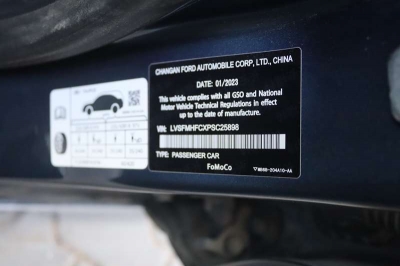 CHANGAN FORD AUTOMOBILE CORP, LTD., CHINA
DATE: 01/2023
This vehicle complies with all GSO and National
Motor Vehicle Technical Regulations in effect
up to the date of manufacture.
VIN: LVSFMHFCXPSC25898
TYPE: PASSENGER CAR
FoMoCo